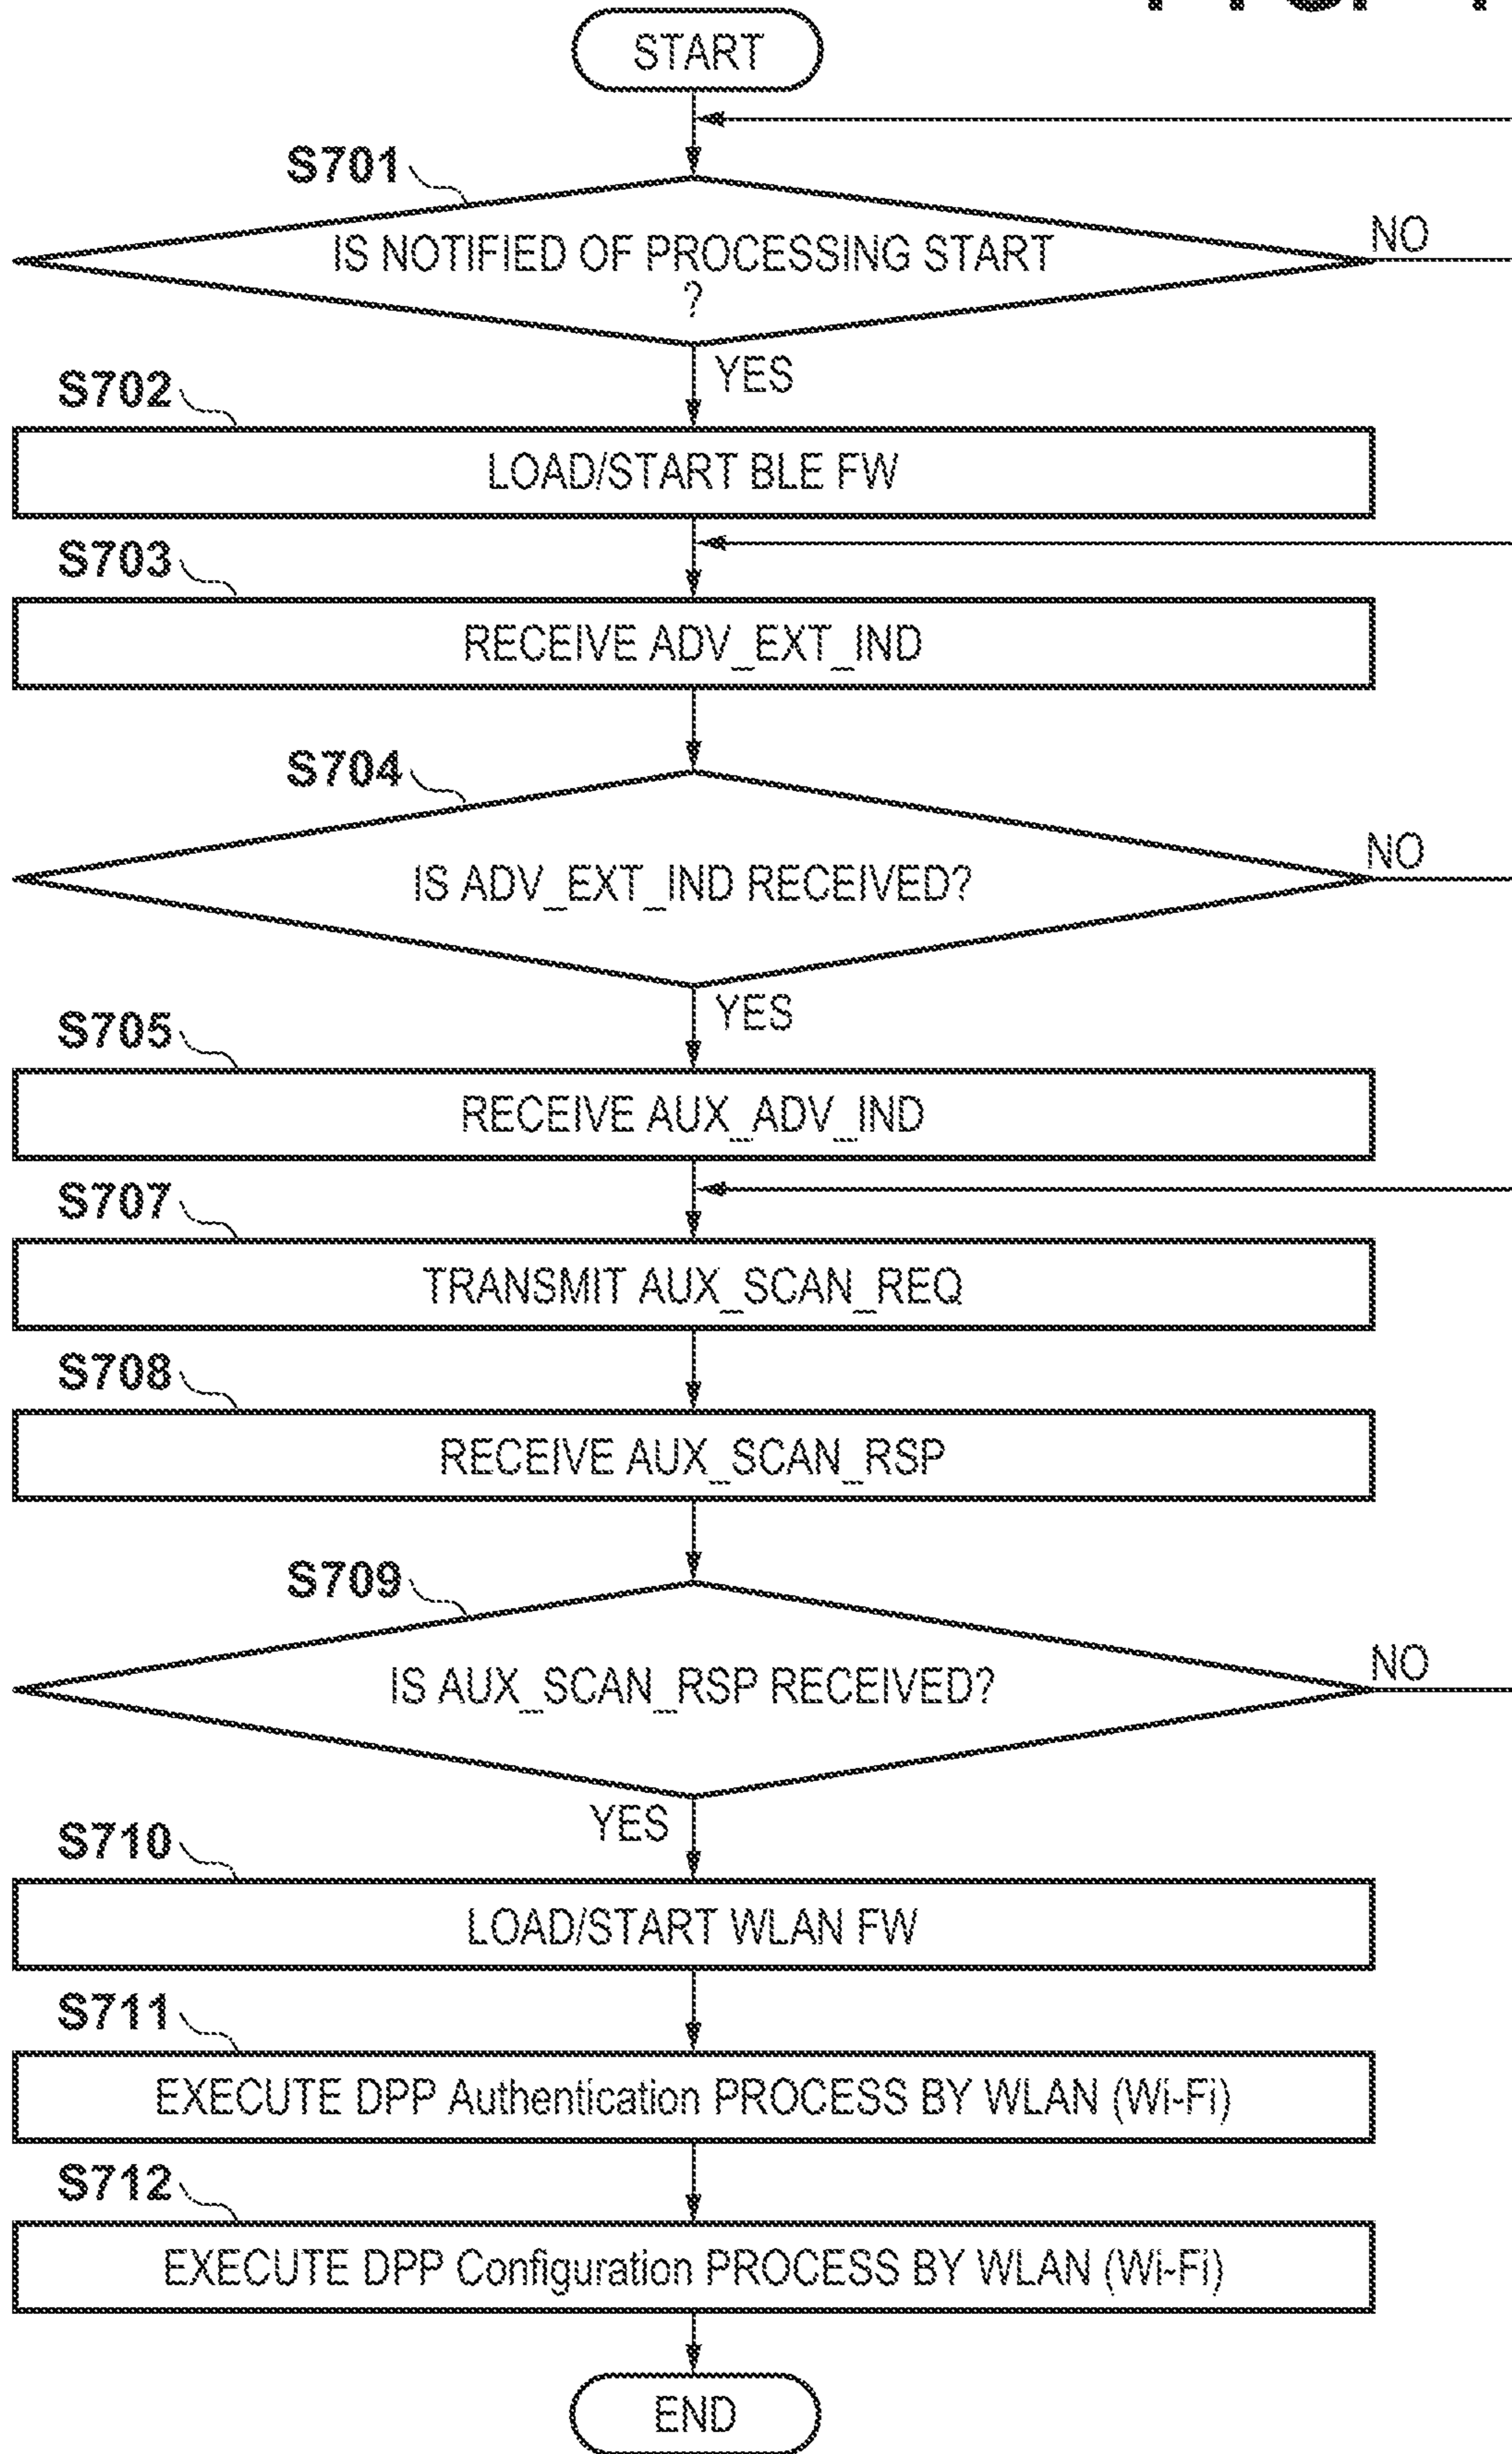 START
S701
IS NOTIFIED OF PROCESSING START
?
NO
YES
S702
LOAD/START BLE FW
S703
RECEIVE ADV_EXT_IND
S704
IS ADV_EXT_IND RECEIVED?
NO
YES
S705
RECEIVE AUX_ADV_IND
S707
TRANSMIT AUX_SCAN_REQ
S708
RECEIVE AUX_SCAN_RSP
S709
IS AUX_SCAN_RSP RECEIVED?
NO
YES
S710
LOAD/START WLAN FW
S711
EXECUTE DPP Authentication PROCESS BY WLAN (Wi-Fi)
S712
EXECUTE DPP Configuration PROCESS BY WLAN (Wi-Fi)
END